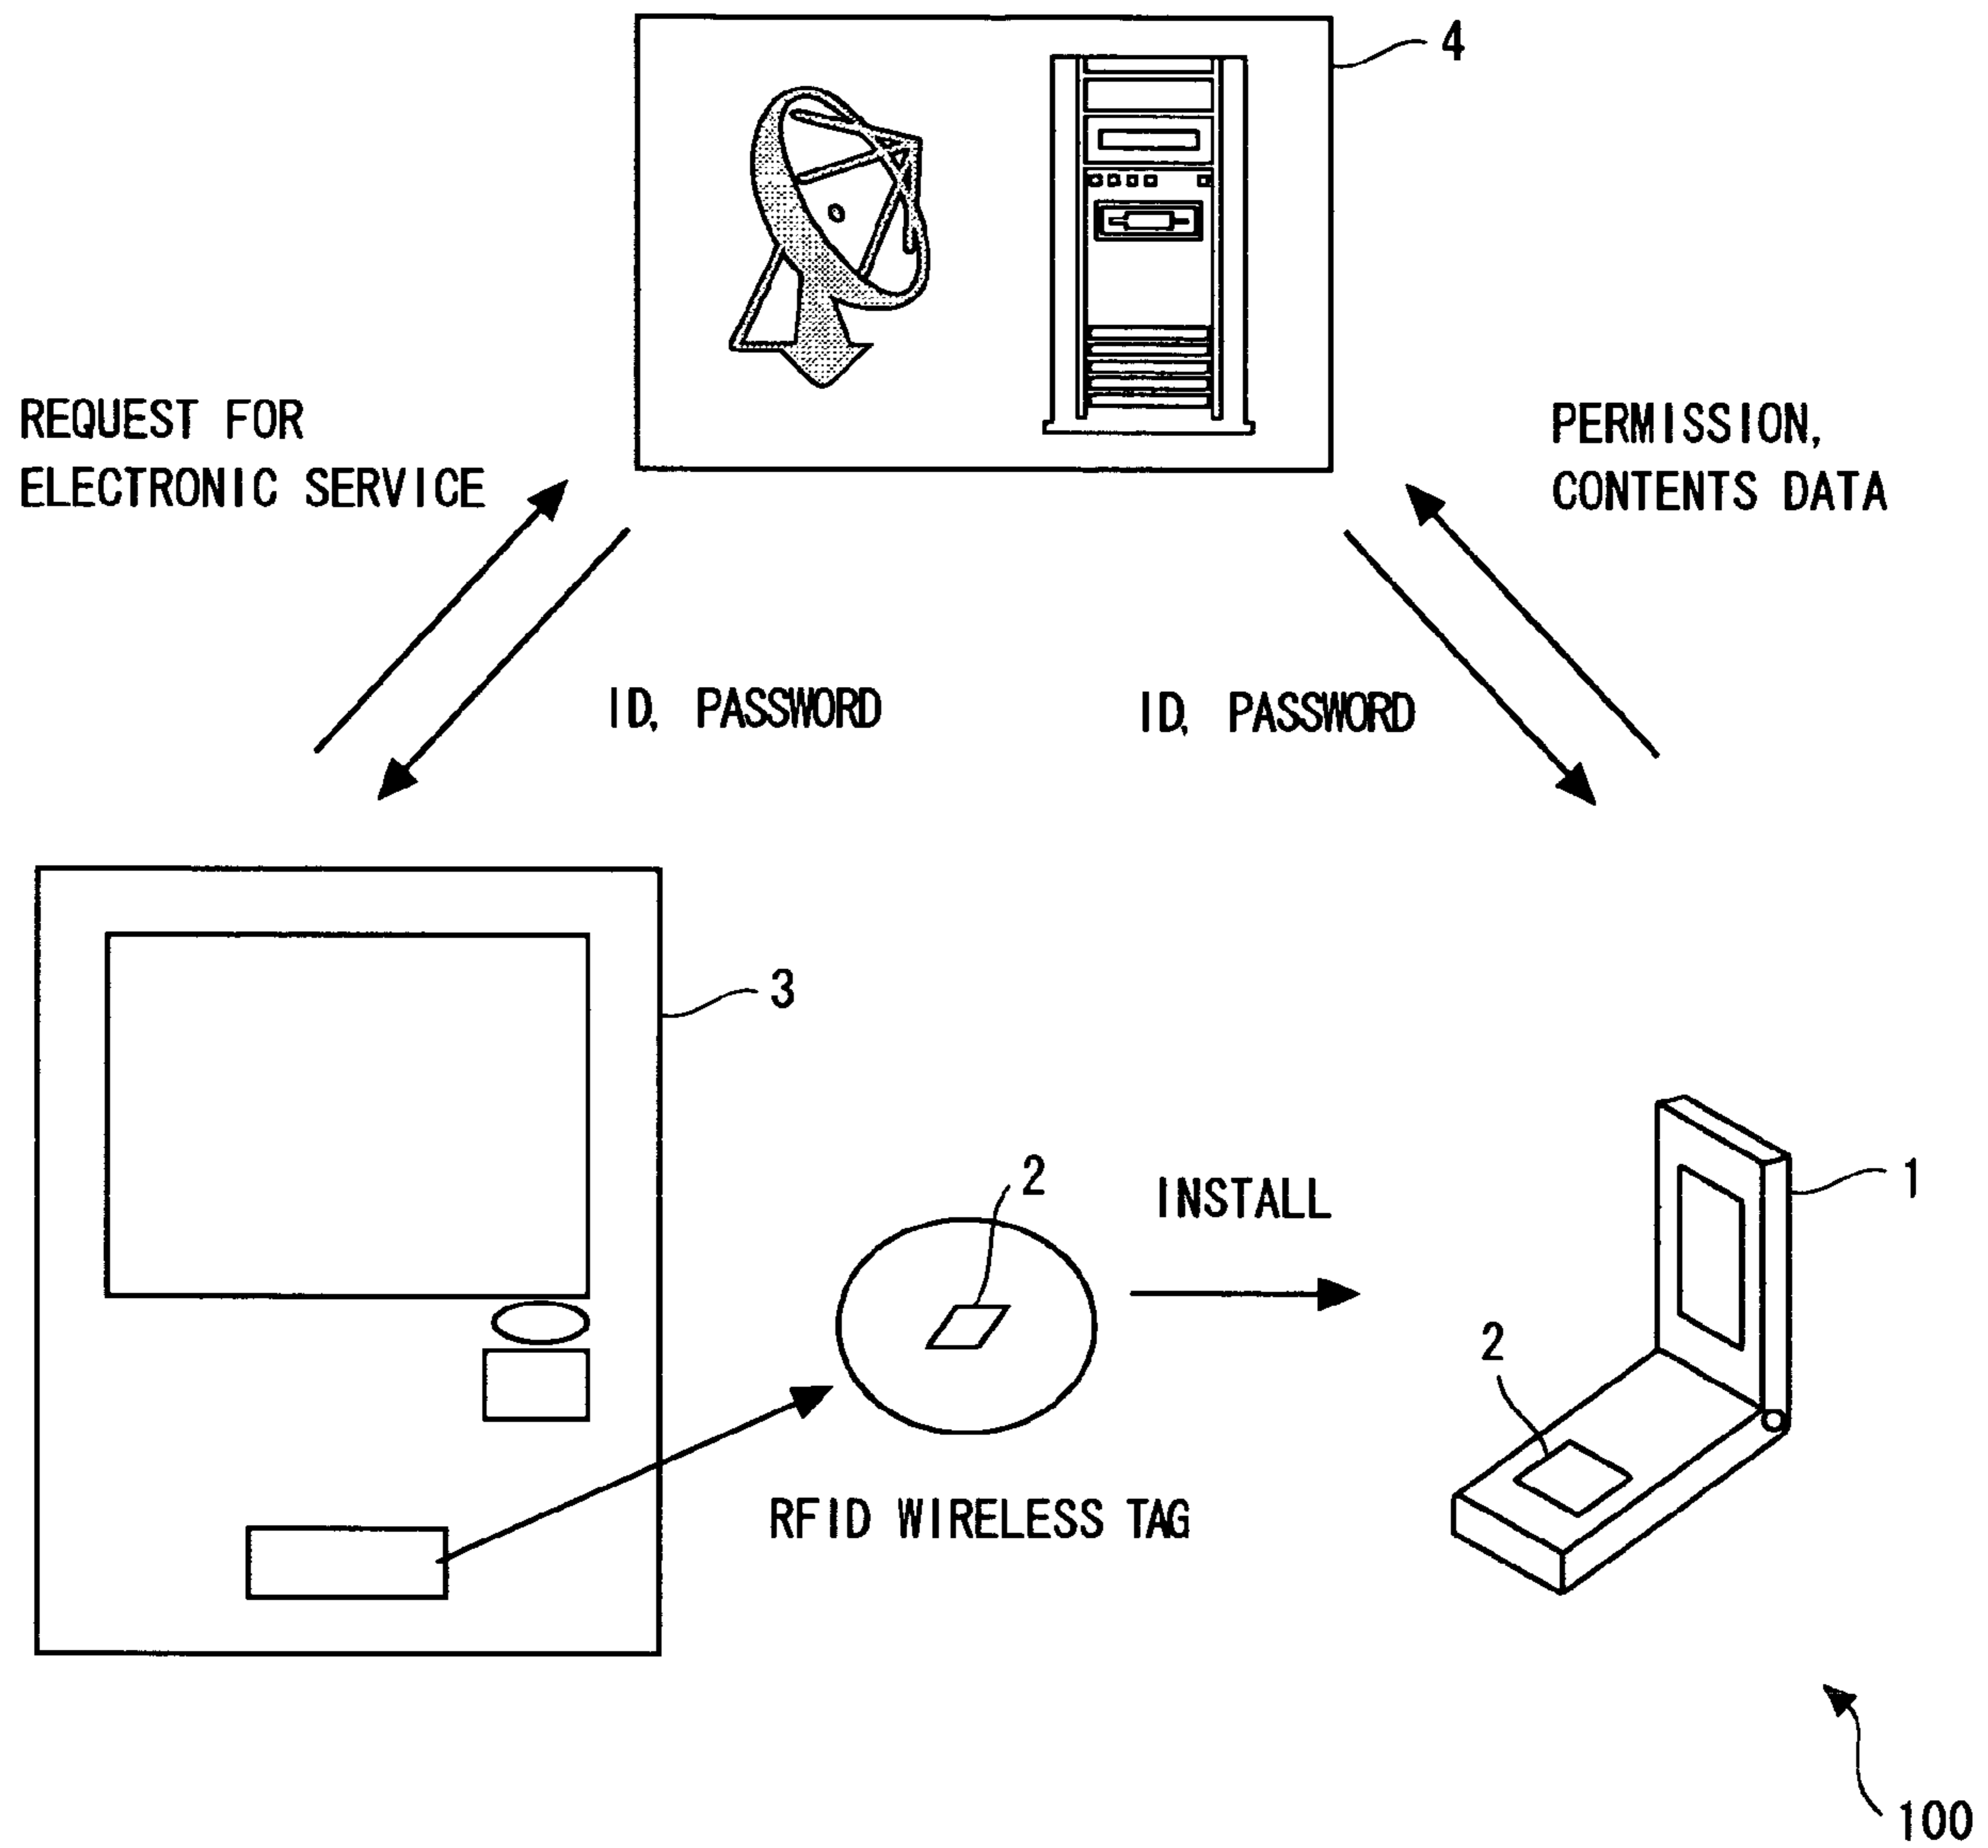 4
REQUEST FOR
ELECTRONIC SERVICE
PERMISSION,
CONTENTS DATA
ID, PASSWORD
ID, PASSWORD
3
2
INSTALL
1
2
RFID WIRELESS TAG
100